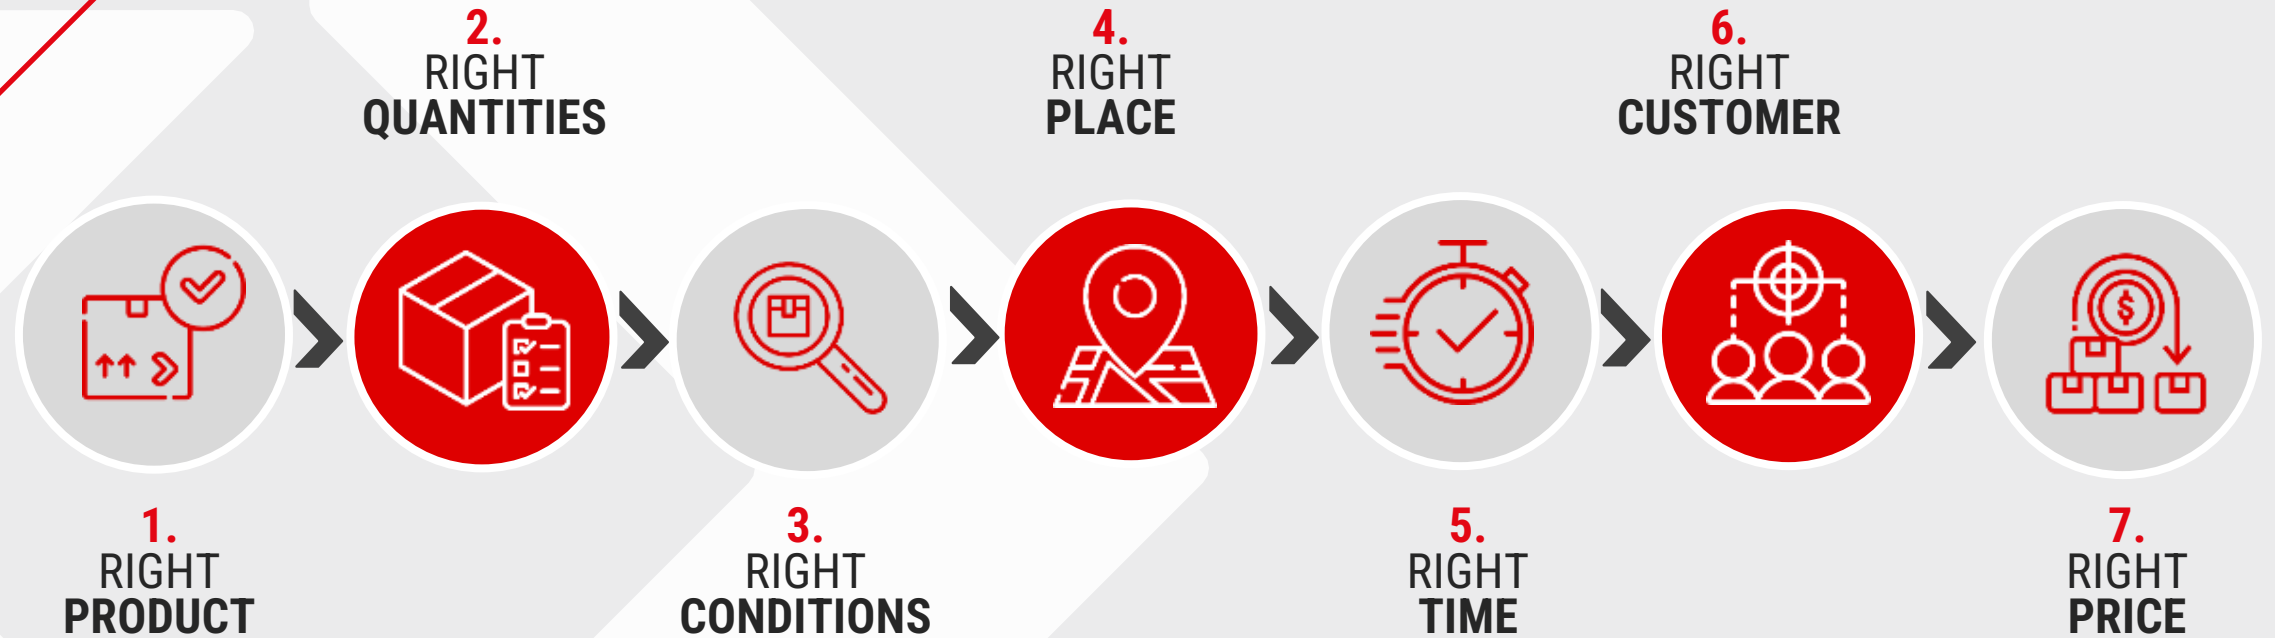 1.
RIGHT
PRODUCT
2.
RIGHT
QUANTITIES
3.
RIGHT
CONDITIONS
4.
RIGHT
PLACE
5.
RIGHT
TIME
6.
RIGHT
CUSTOMER
7.
RIGHT
PRICE
$